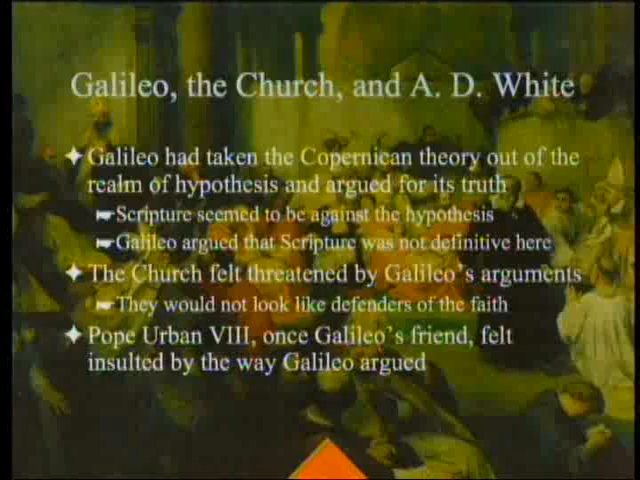 Galileo, the Church, and A. D. White
Galileo had taken the Copernican theory out of the
realm of hypothesis and argued for its truth
Scripture seemed to be against the hypothesis
Galileo argued that Scripture was not definitive here
The Church felt threatened by Galileo's arguments
They would not look like defenders of the faith
Pope Urban VIII, once Galileo's friend, felt
insulted by the way Galileo argued